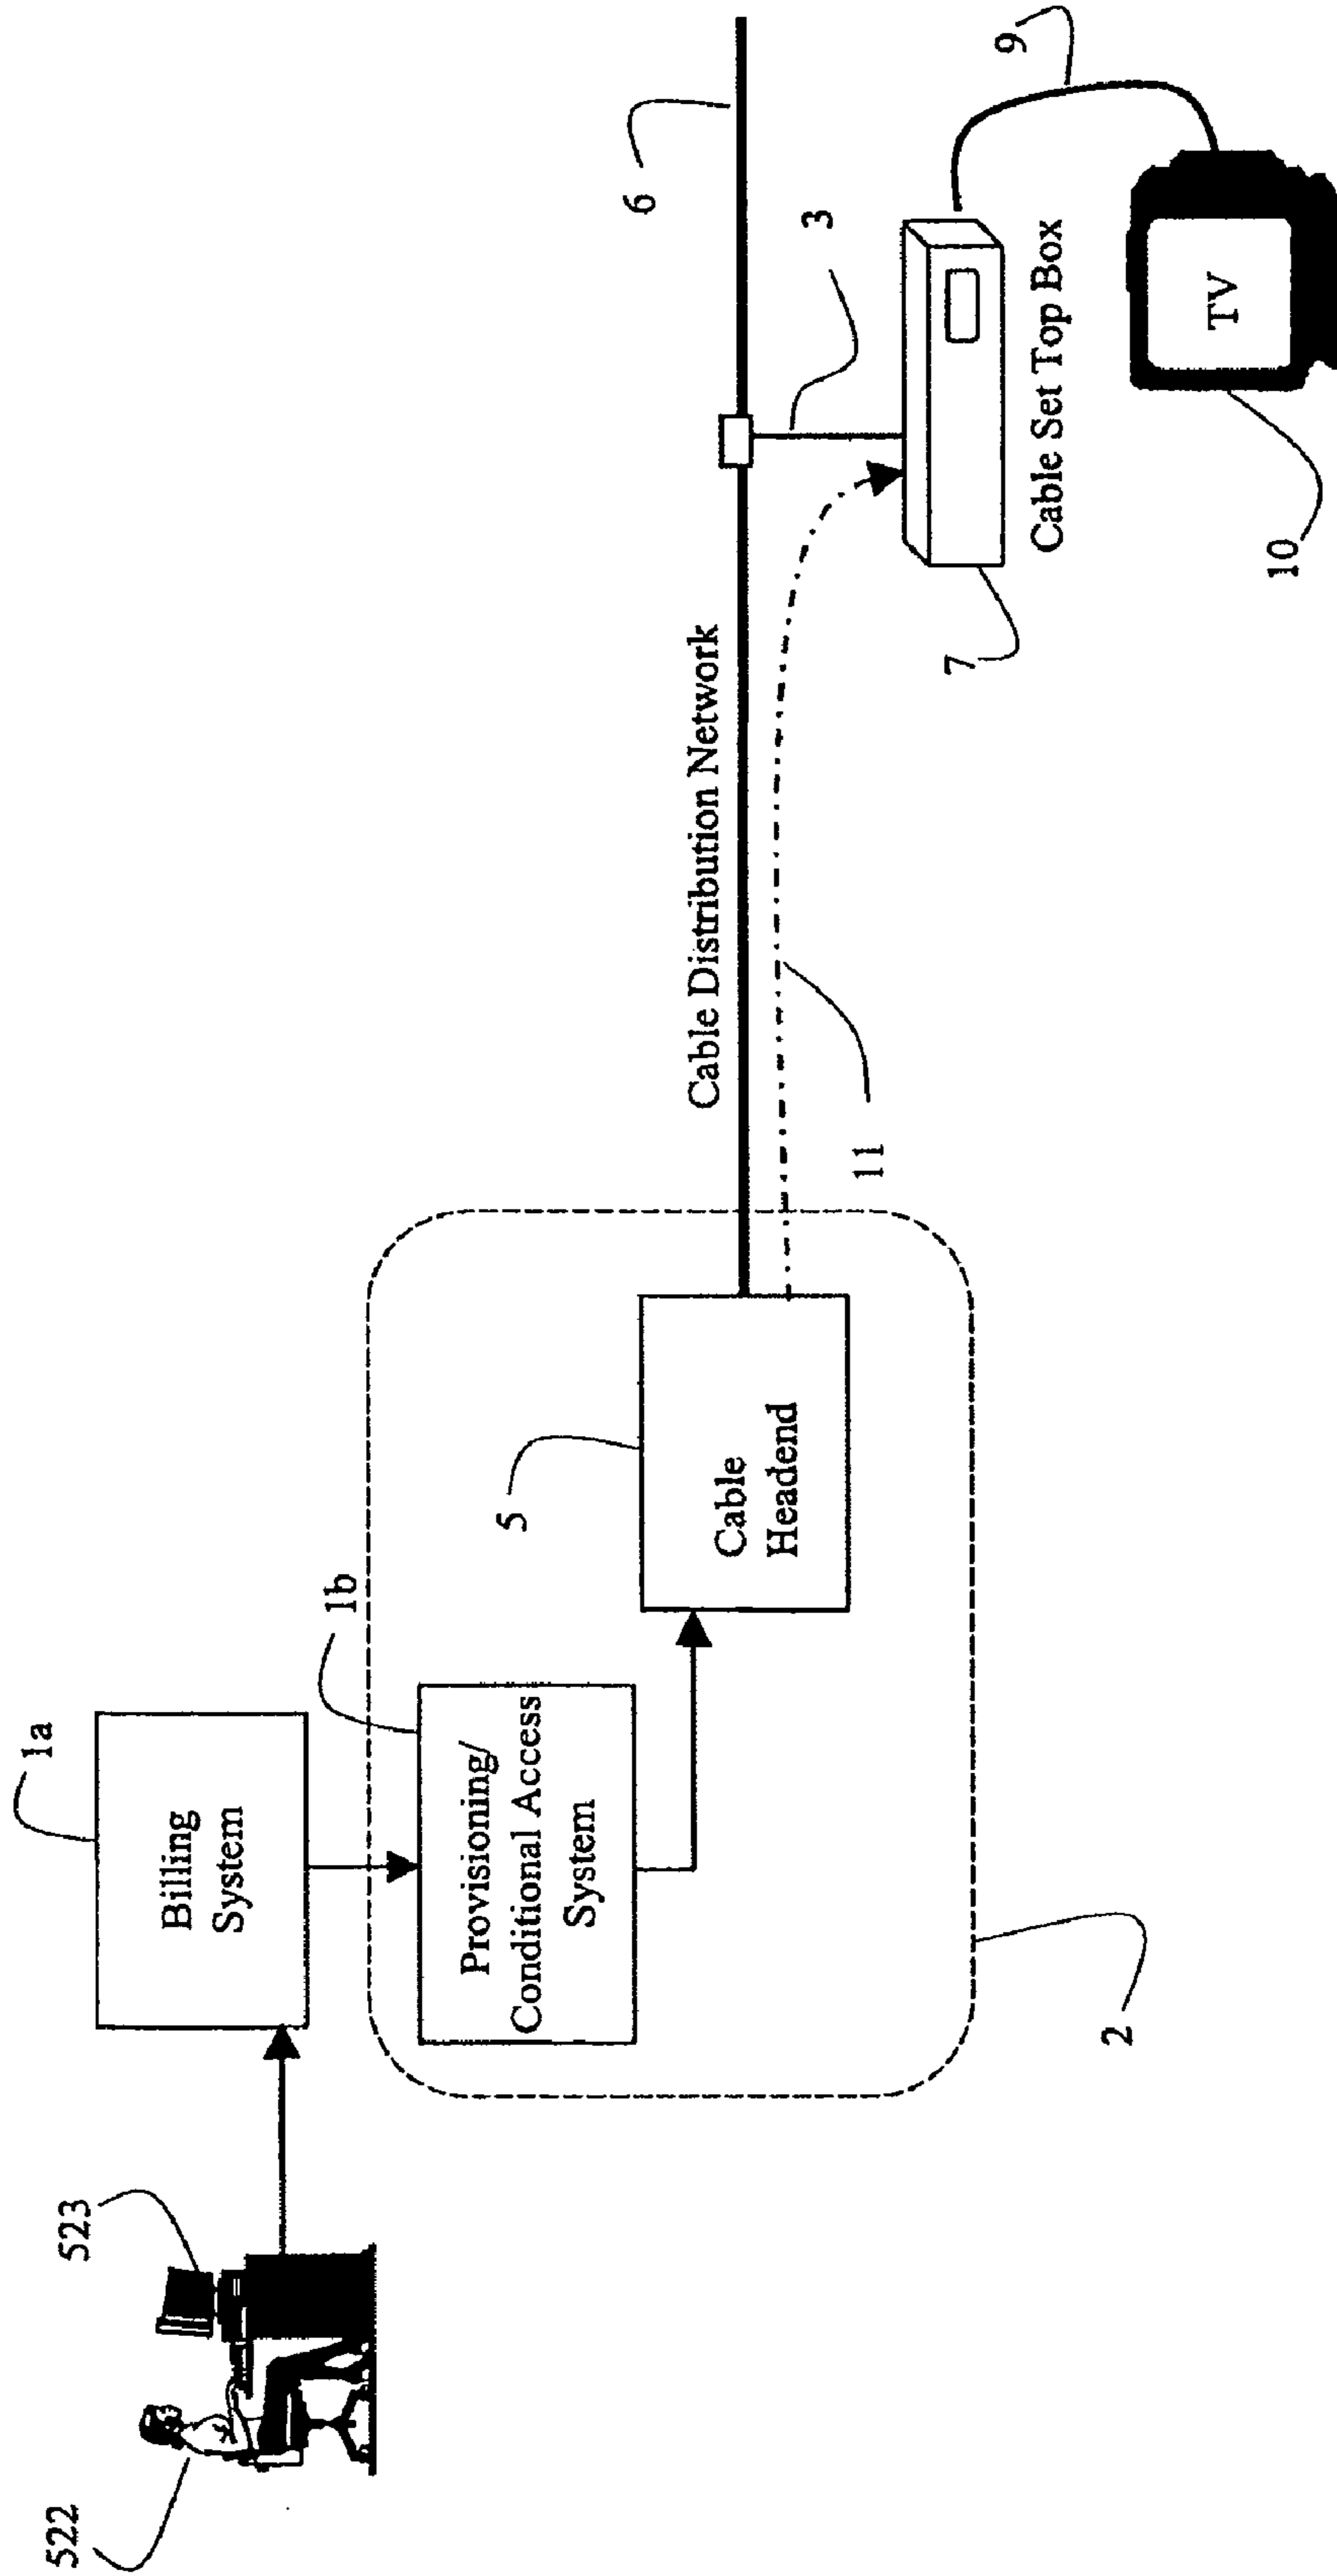 522
523
1a
Billing
System
1b
Provisioning/
Conditional Access
System
5
Cable
Headend
2
Cable Distribution Network
11
6
3
7
Cable Set Top Box
9
TV
10